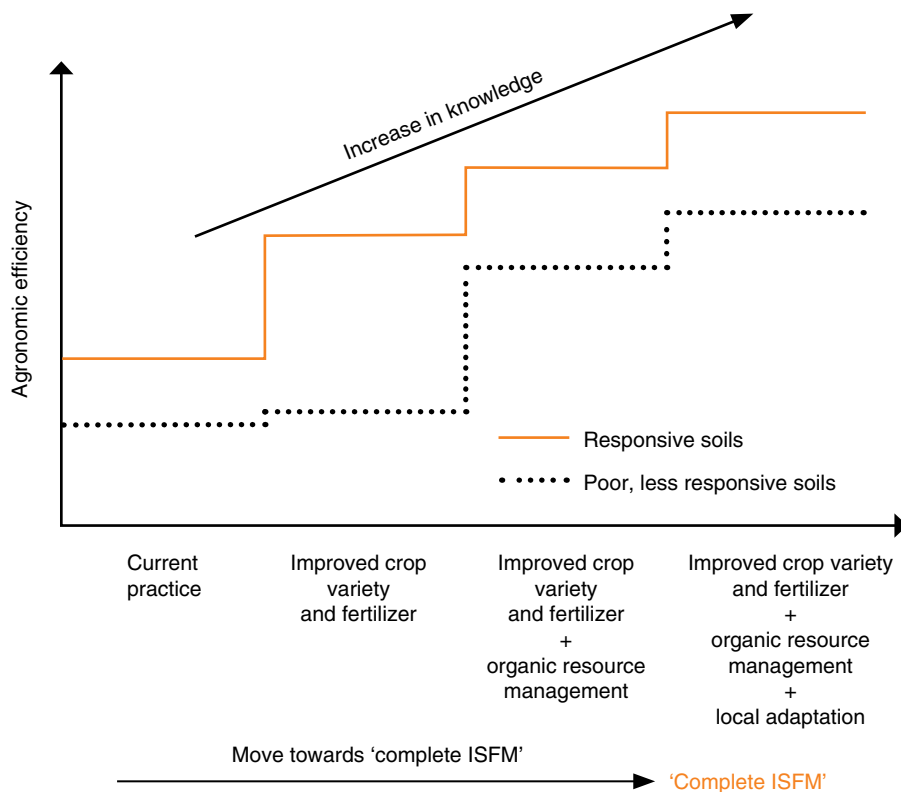 Increase in knowledge
Agronomic efficiency
Responsive soils
Poor, less responsive soils
Current
practice
Improved crop
variety
and fertilizer
Improved crop
variety
and fertilizer
+
organic resource
management
Improved crop variety
and fertilizer
+
organic resource
management
+
local adaptation
Move towards ‘complete ISFM’
‘Complete ISFM’